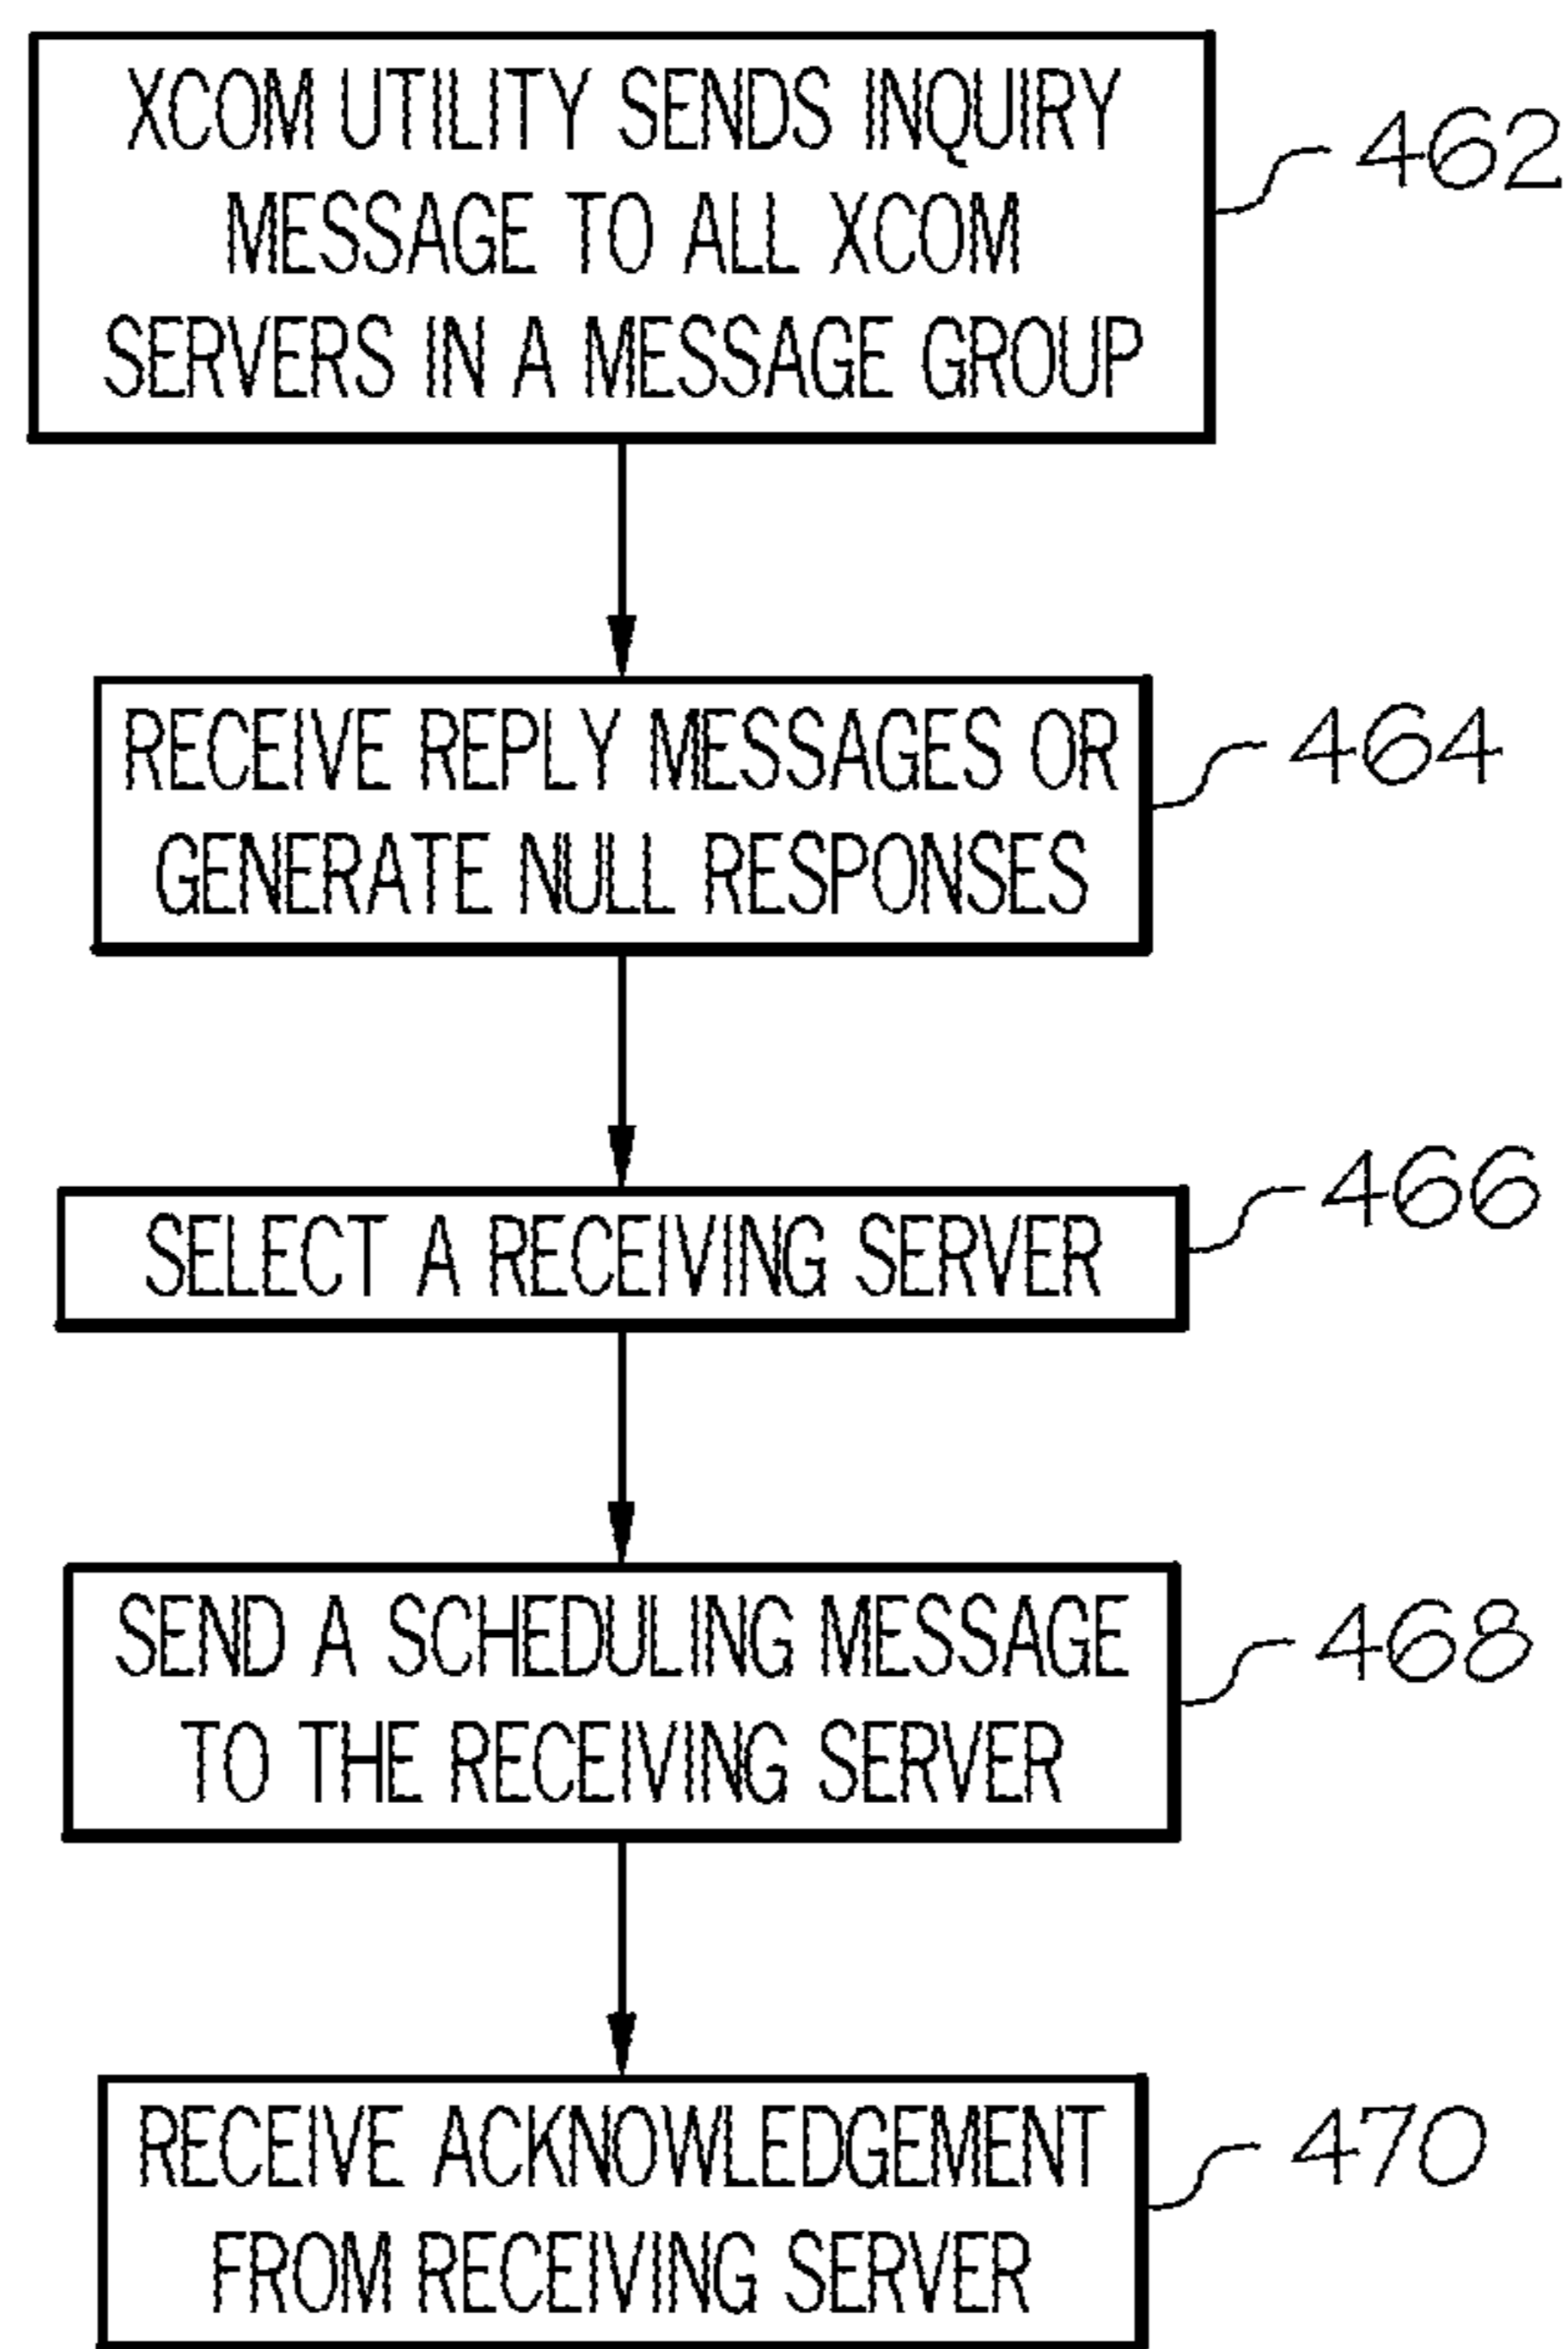 XCOM UTILITY SENDS INQUIRY
MESSAGE TO ALL XCOM
SERVERS IN A MESSAGE GROUP
462
RECEIVE REPLY MESSAGES OR
GENERATE NULL RESPONSES
464
SELECT A RECEIVING SERVER
466
SEND A SCHEDULING MESSAGE
TO THE RECEIVING SERVER
468
RECEIVE ACKNOWLEDGEMENT
FROM RECEIVING SERVER
470